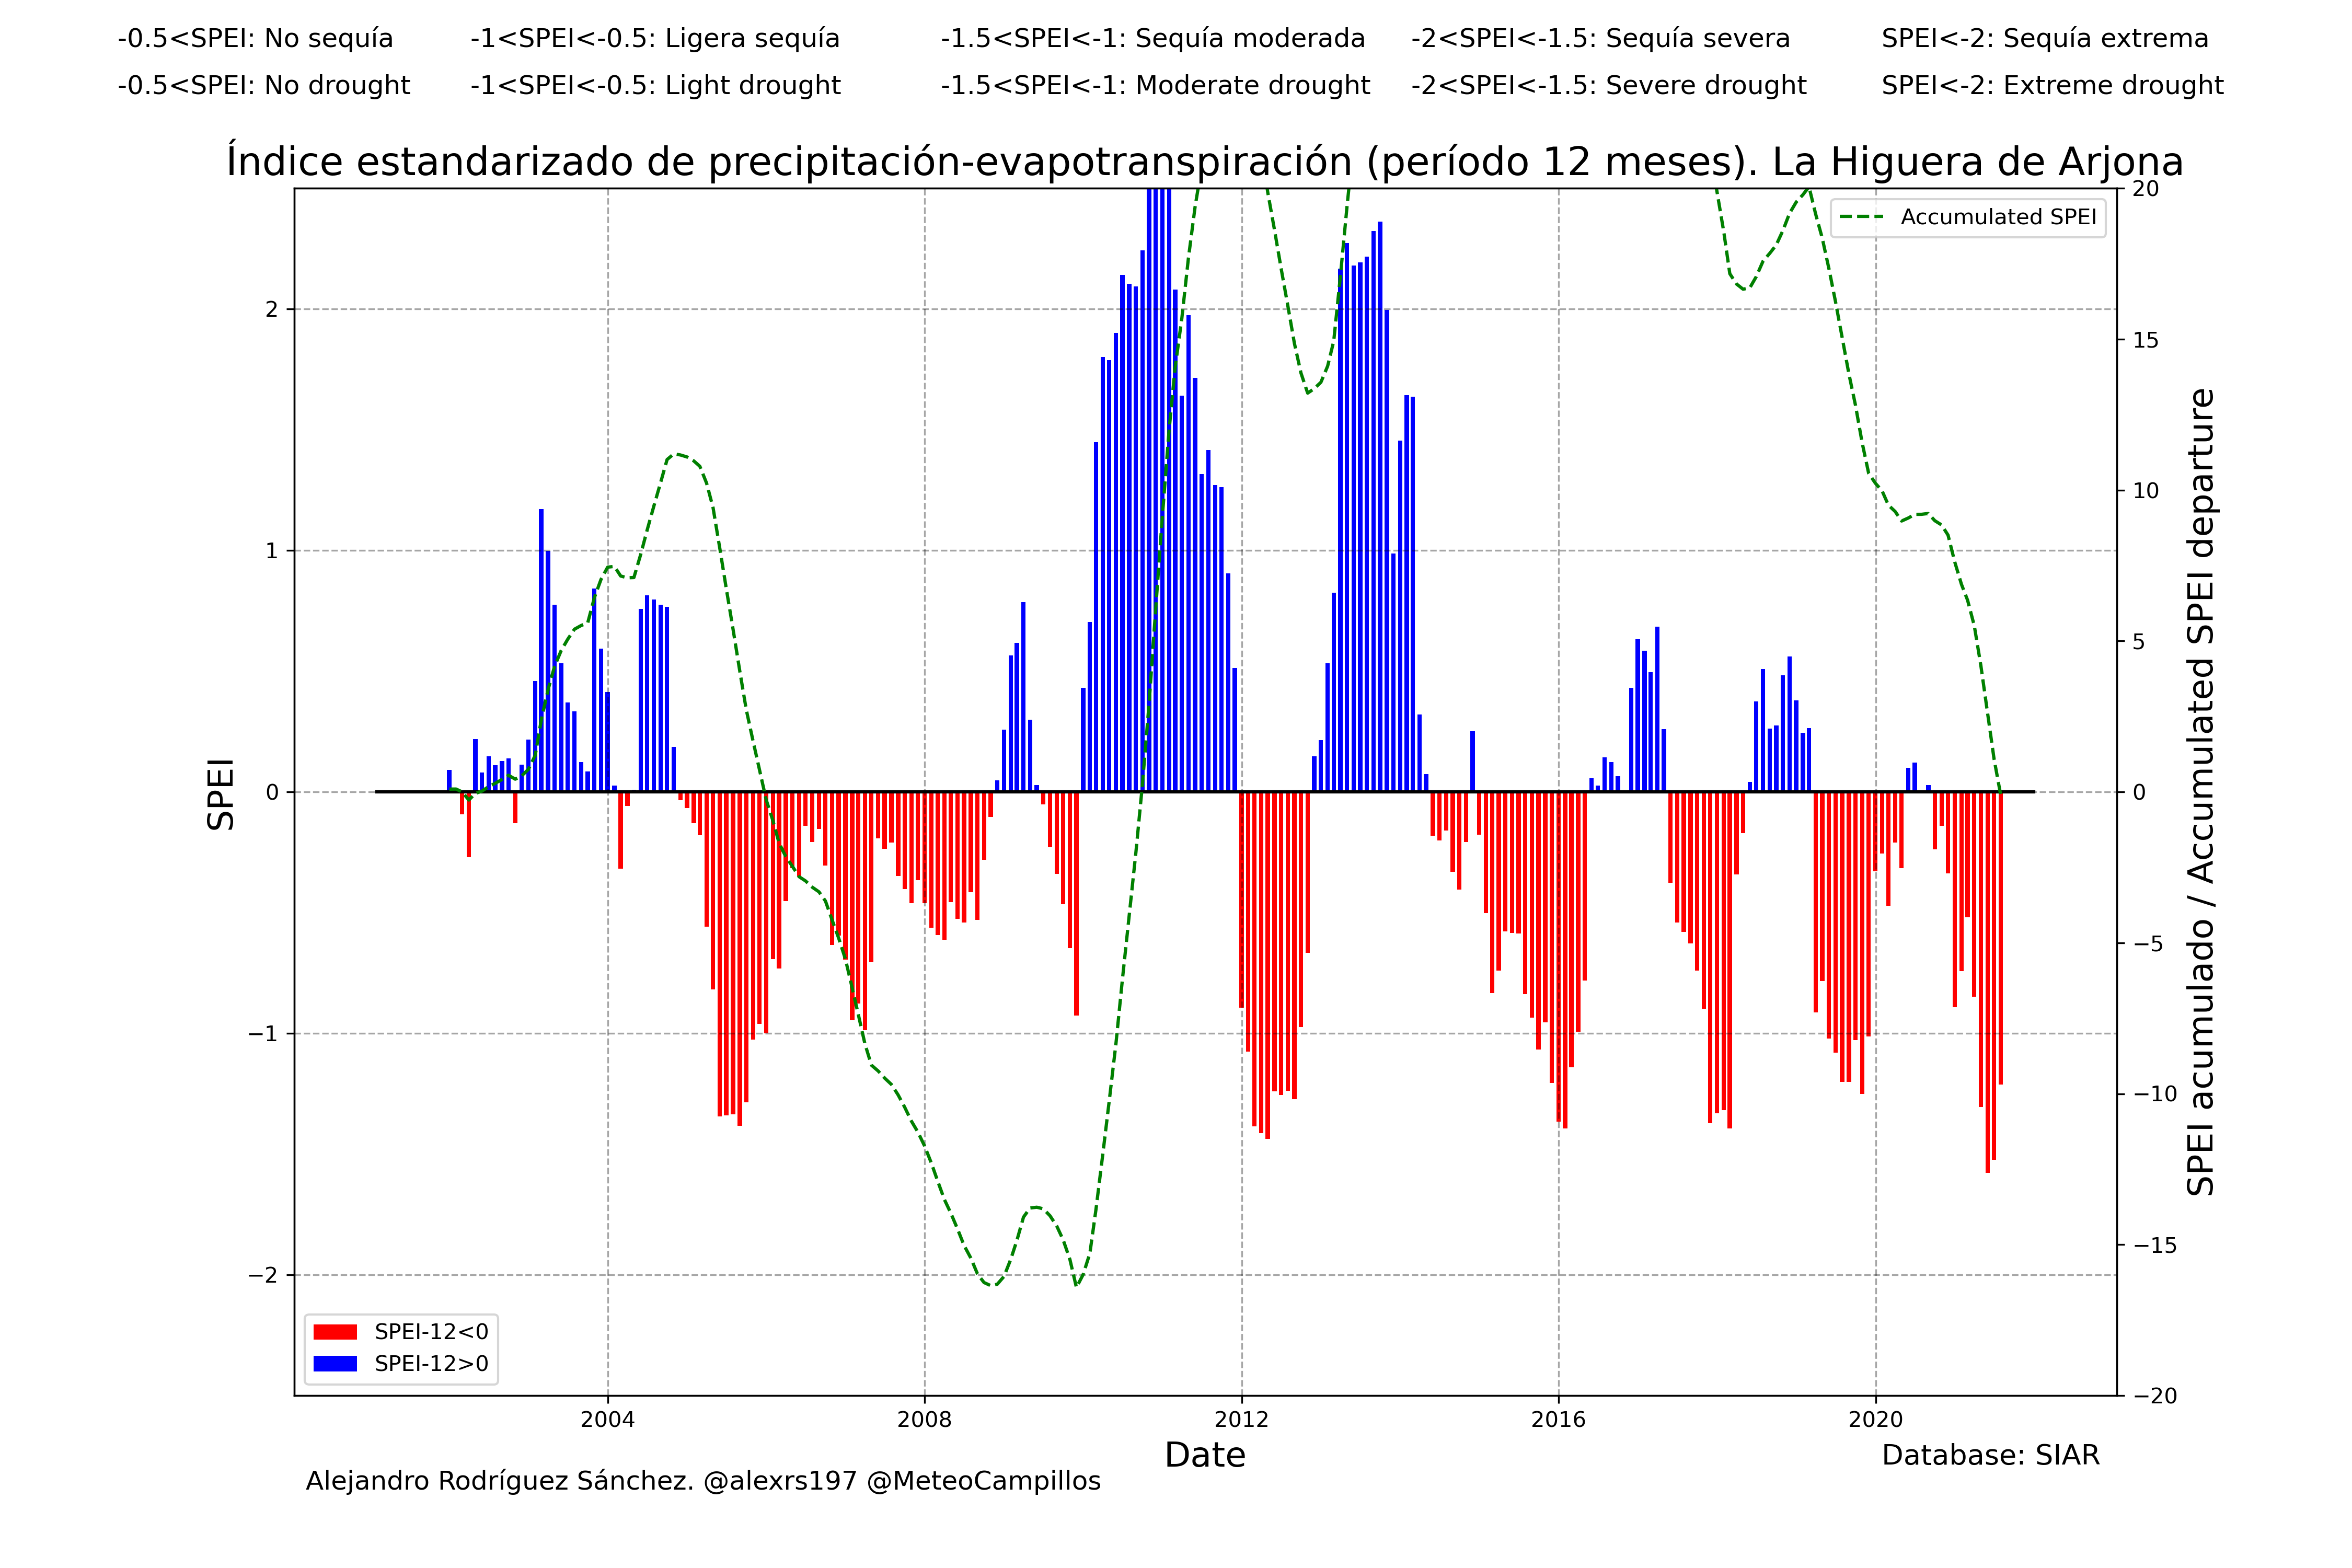 -0.5<SPEI: No sequía -1<SPEI<-0.5: Ligera sequía -1.5<SPEI<-1: Sequía moderada -2<SPEI<-1.5: Sequía severa SPEI<-2: Sequía extrema
-0.5<SPEI: No drought -1<SPEI<-0.5: Light drought -1.5<SPEI<-1: Moderate drought -2<SPEI<-1.5: Severe drought SPEI<-2: Extreme drought
Índice estandarizado de precipitación-evapotranspiración (período 12 meses). La Higuera de Arjona
Accumulated SPEI
SPEI
2
1
0
−1
−2
20
15
10
5
0
−5
−10
−15
−20
SPEI acumulado / Accumulated SPEI departure
SPEI-12<0
SPEI-12>0
2004 2008 2012 2016 2020
Date
Database: SIAR
Alejandro Rodríguez Sánchez. @alexrs197 @MeteoCampillos